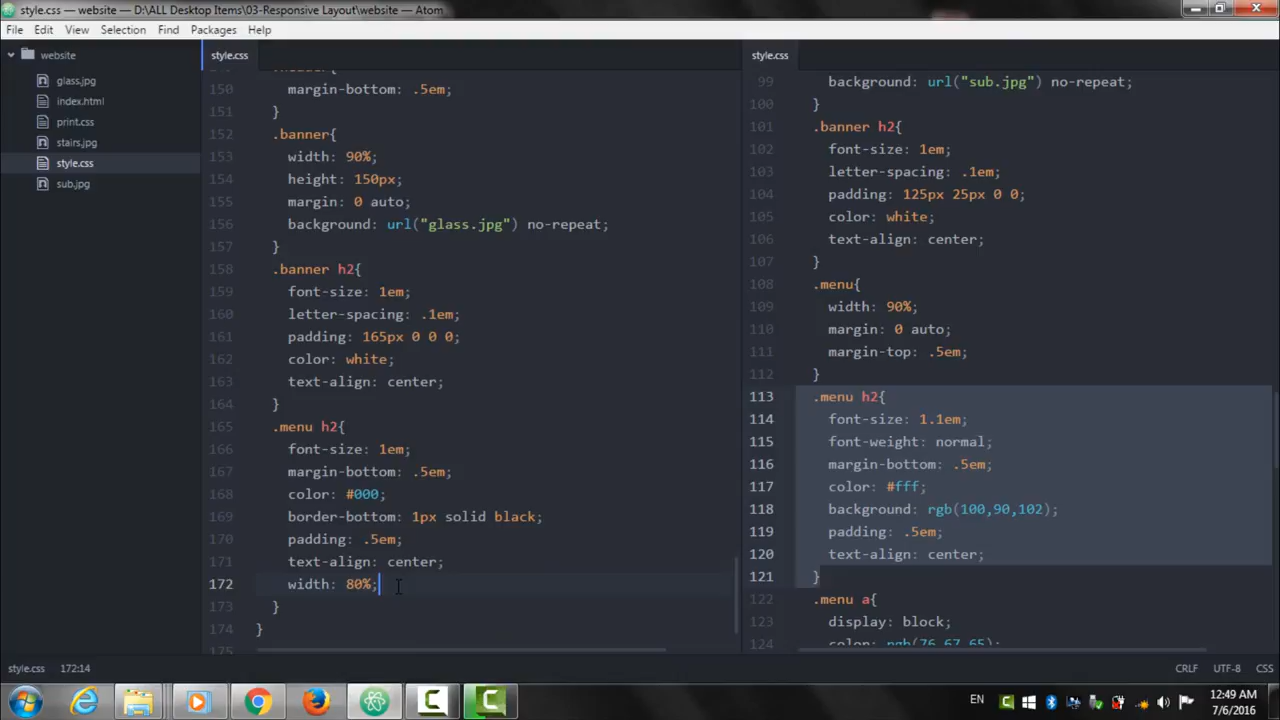 style.css — website — D:\ALL Desktop Items\03-Responsive Layout\website — Atom
File Edit View Selection Find Packages Help
website
glass.jpg
index.html
print.css
stairs.jpg
style.css
sub.jpg
style.css
150 margin-bottom: .5em;
151 }
152 .banner{
153 width: 90%;
154 height: 150px;
155 margin: 0 auto;
156 background: url("glass.jpg") no-repeat;
157 }
158 .banner h2{
159 font-size: 1em;
160 letter-spacing: .1em;
161 padding: 165px 0 0 0;
162 color: white;
163 text-align: center;
164 }
165 .menu h2{
166 font-size: 1em;
167 margin-bottom: .5em;
168 color: #000;
169 border-bottom: 1px solid black;
170 padding: .5em;
171 text-align: center;
172 width: 80%;
173 }
174 }
175
style.css
99 background: url("sub.jpg") no-repeat;
100 }
101 .banner h2{
102 font-size: 1em;
103 letter-spacing: .1em;
104 padding: 125px 25px 0 0;
105 color: white;
106 text-align: center;
107 }
108 .menu{
109 width: 90%;
110 margin: 0 auto;
111 margin-top: .5em;
112 }
113 .menu h2{
114 font-size: 1.1em;
115 font-weight: normal;
116 margin-bottom: .5em;
117 color: #fff;
118 background: rgb(100,90,102);
119 padding: .5em;
120 text-align: center;
121 }
122 .menu a{
123 display: block;
124 color: rgb(76,67,65);
style.css 172:14 CRLF UTF-8 CSS
EN
12:49 AM
7/6/2016